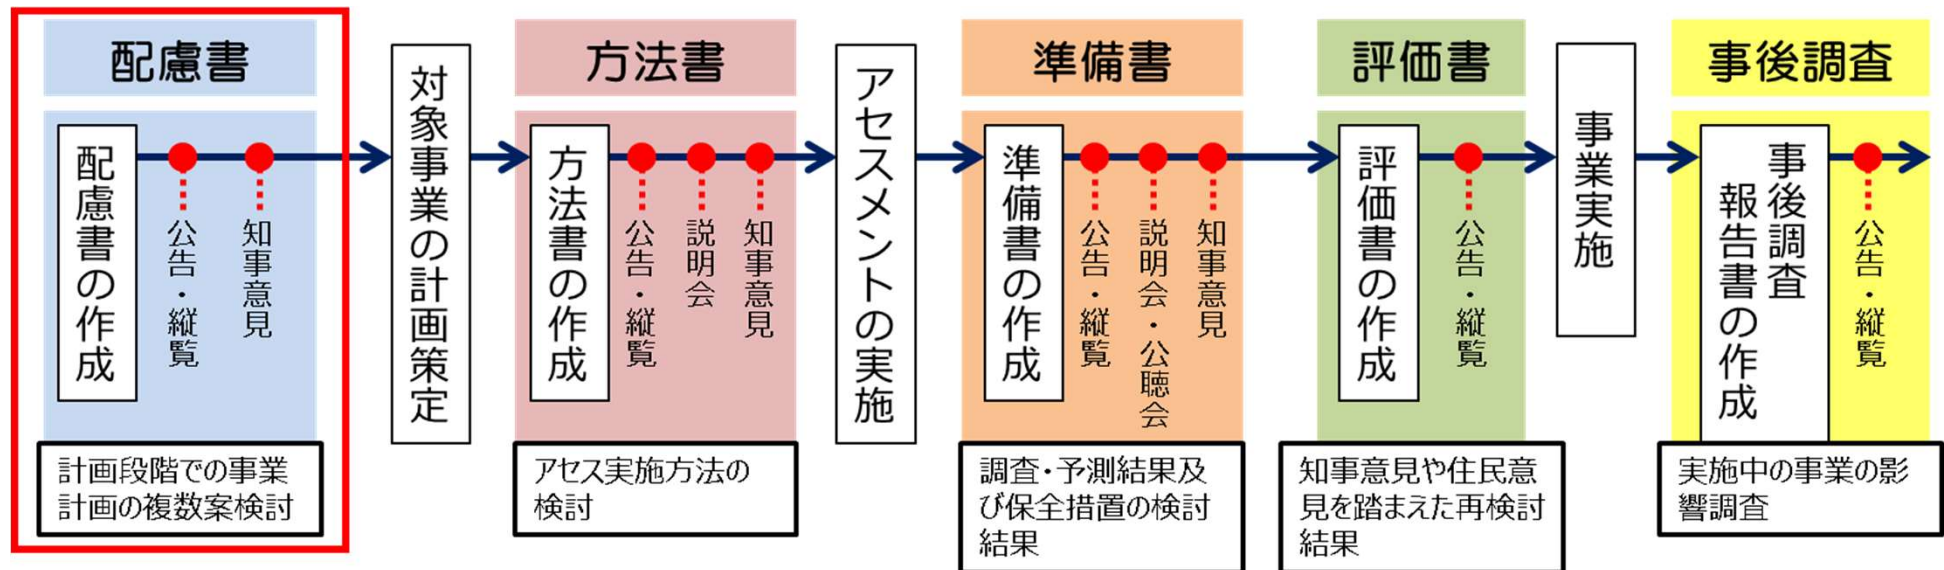 配慮書
配慮書の作成
公告・縦覧
知事意見
計画段階での事業
計画の複数案検討
対象事業の計画策定
方法書
方法書の作成
公告・縦覧
説明会
知事意見
アセス実施方法の
検討
アセスメントの実施
準備書
準備書の作成
公告・縦覧
説明会・公聴会
知事意見
調査・予測結果及
び保全措置の検討
結果
評価書
評価書の作成
公告・縦覧
知事意見や住民意
見を踏まえた再検討
結果
事業実施
事後調査
事後調査
報告書の作成
公告・縦覧
実施中の事業の影
響調査